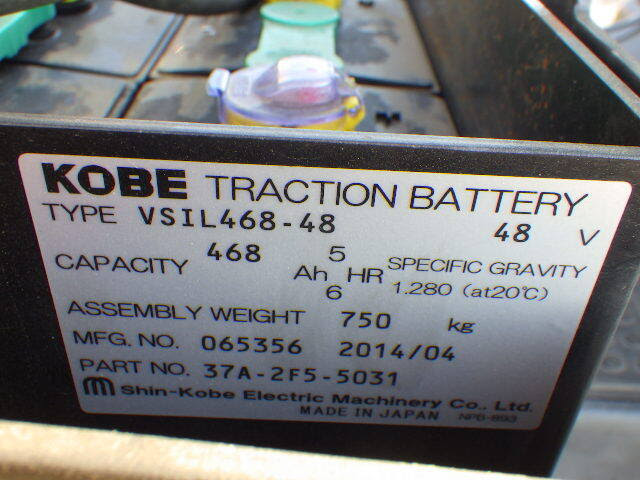 KOBE TRACTION BATTERY
TYPE VSIL468-48 48 V
CAPACITY 468 Ah 5 HR SPECIFIC GRAVITY
6 1.280 (at20℃)
ASSEMBLY WEIGHT 750 kg
MFG. NO. 065356 2014/04
PART NO. 37A-2F5-5031
Shin-Kobe Electric Machinery Co., Ltd.
MADE IN JAPAN NP6-893